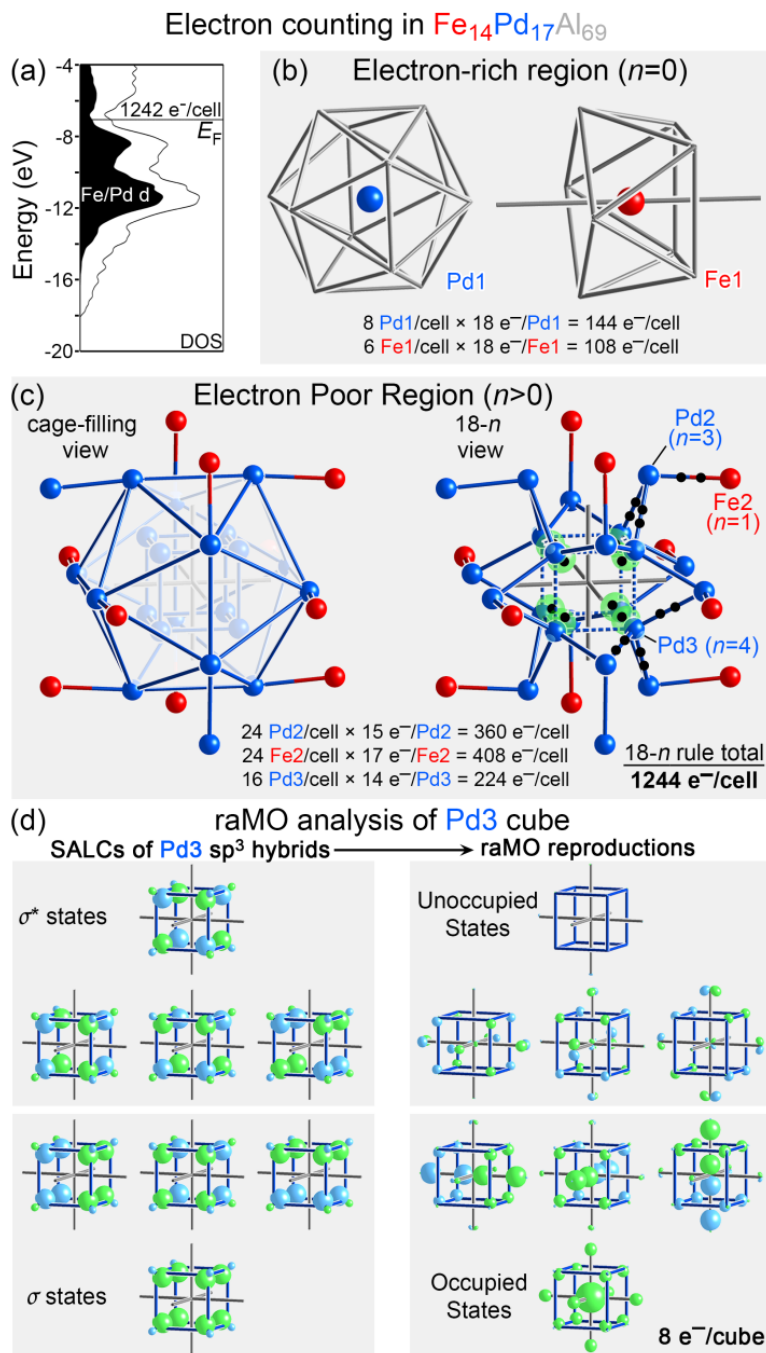 Electron counting in Fe₁₄Pd₁₇Al₆₉
(a)
-4
-8
-12
-16
-20
Energy (eV)
1242 e⁻/cell
E_F
Fe/Pd d
DOS
(b) Electron-rich region (n=0)
Pd1
Fe1
8 Pd1/cell × 18 e⁻/Pd1 = 144 e⁻/cell
6 Fe1/cell × 18 e⁻/Fe1 = 108 e⁻/cell
(c) Electron Poor Region (n>0)
cage-filling
view
18-n
view
Pd2
(n=3)
Fe2
(n=1)
Pd3 (n=4)
24 Pd2/cell × 15 e⁻/Pd2 = 360 e⁻/cell
24 Fe2/cell × 17 e⁻/Fe2 = 408 e⁻/cell
16 Pd3/cell × 14 e⁻/Pd3 = 224 e⁻/cell
18-n rule total
1244 e⁻/cell
(d) raMO analysis of Pd3 cube
SALCs of Pd3 sp³ hybrids
raMO reproductions
σ* states
Unoccupied
States
σ states
Occupied
States
8 e⁻/cube